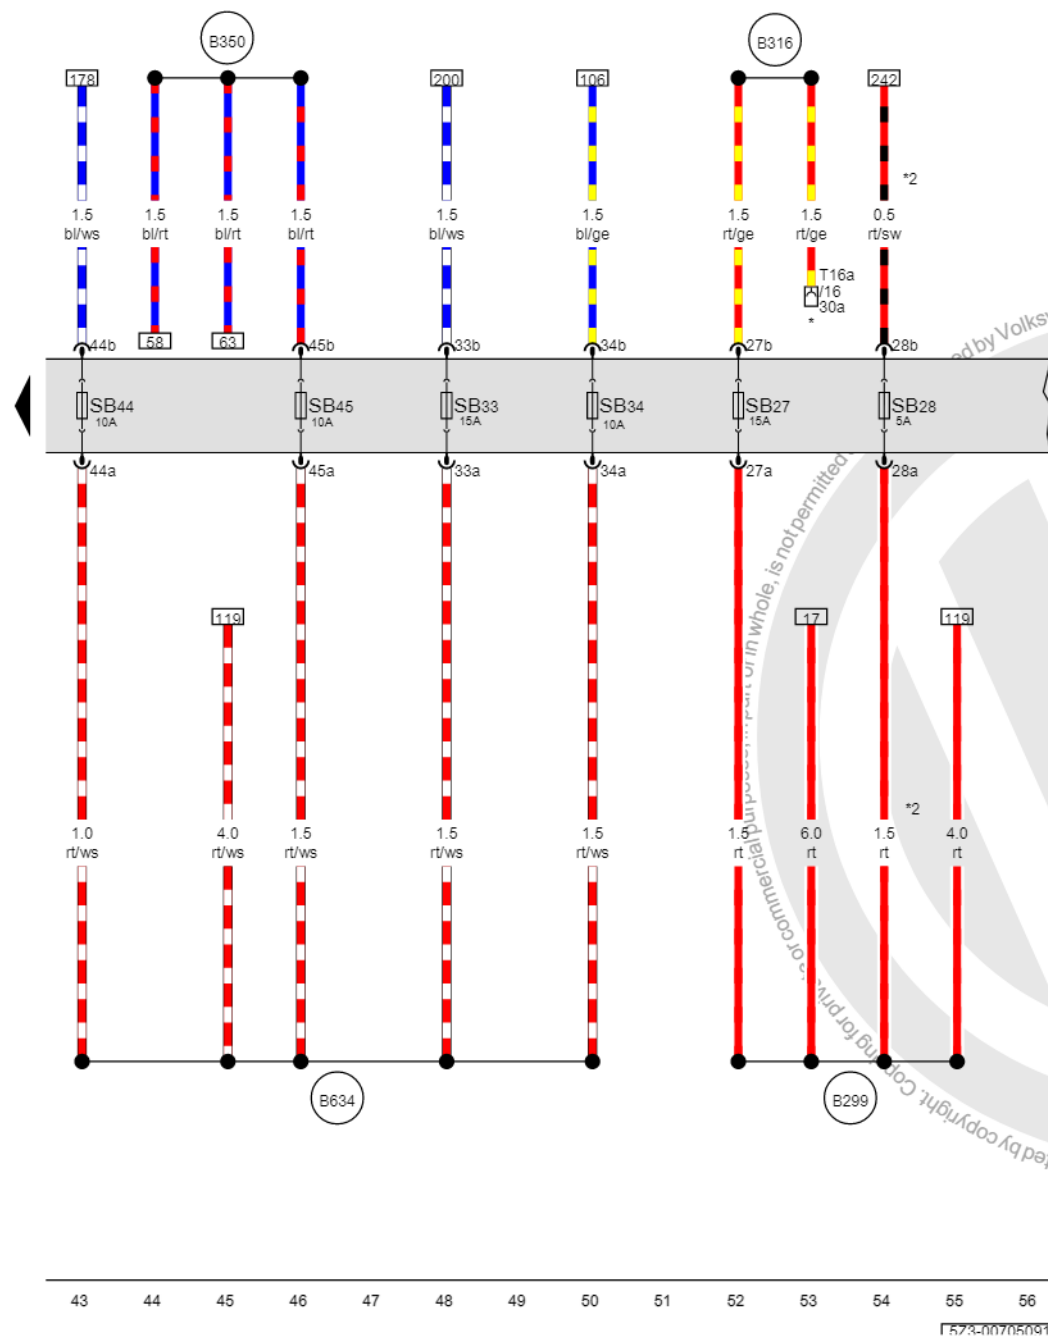 B350
B316
178
200
106
242
*2
1.5 1.5 1.5 1.5 1.5 1.5 1.5 1.5 0.5
bl/ws bl/rt bl/rt bl/rt bl/ws bl/ge rt/ge rt/ge rt/sw
T16a
/16
30a
*
58
63
44b 45b 33b 34b 27b 28b
SB44 SB45 SB33 SB34 SB27 SB28
10A 10A 15A 10A 15A 5A
44a 45a 33a 34a 27a 28a
119
17
119
*2
1.0 4.0 1.5 1.5 1.5 1.5 6.0 1.5 4.0
rt/ws rt/ws rt/ws rt/ws rt/ws rt rt rt rt
B634
B299
43 44 45 46 47 48 49 50 51 52 53 54 55 56
573-00705091